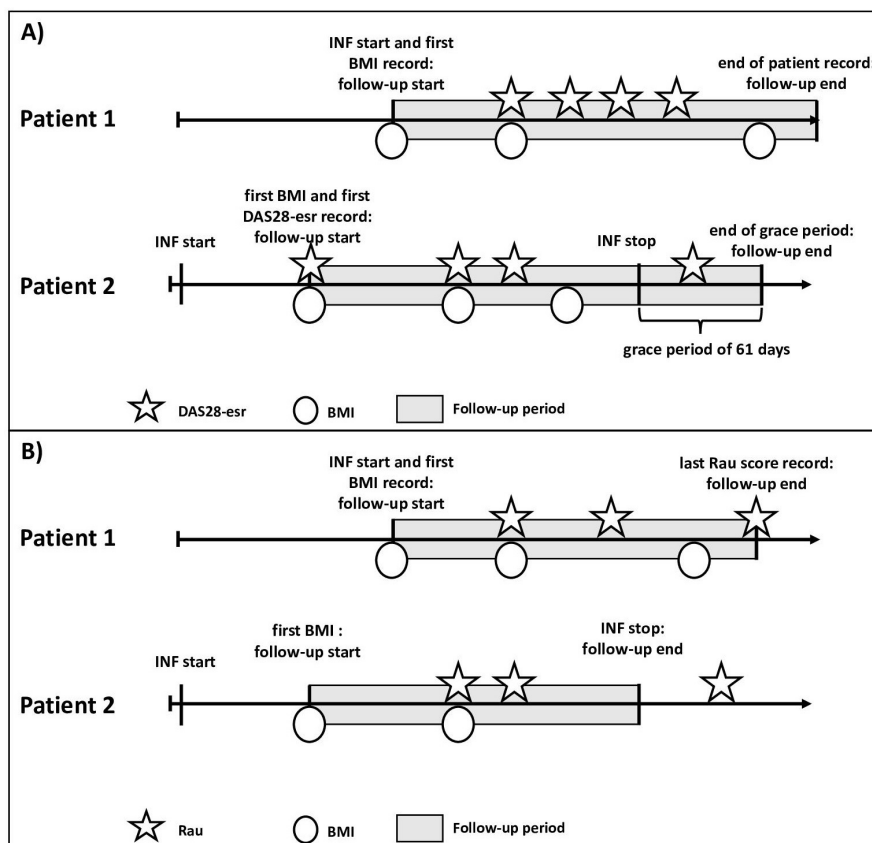 A)
INF start and first
BMI record:
follow-up start
end of patient record:
follow-up end
Patient 1
first BMI and first
DAS28-esr record:
follow-up start
INF start
INF stop
end of grace period:
follow-up end
Patient 2
grace period of 61 days
DAS28-esr
BMI
Follow-up period
B)
INF start and first
BMI record:
follow-up start
last Rau score record:
follow-up end
Patient 1
first BMI :
follow-up start
INF stop:
follow-up end
INF start
Patient 2
Rau
BMI
Follow-up period